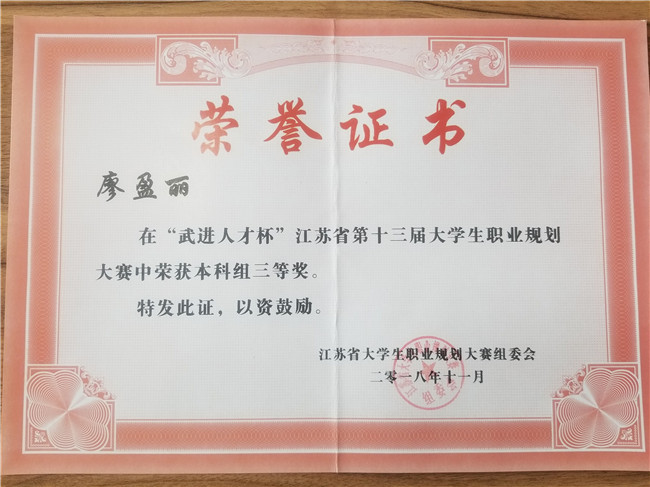 荣誉证书
廖盈丽
在“武进人才杯”江苏省第十三届大学生职业规划
大赛中荣获本科组三等奖。
特发此证，以资鼓励。
江苏省大学生职业规划大赛组委会
二零一八年十一月
组委会